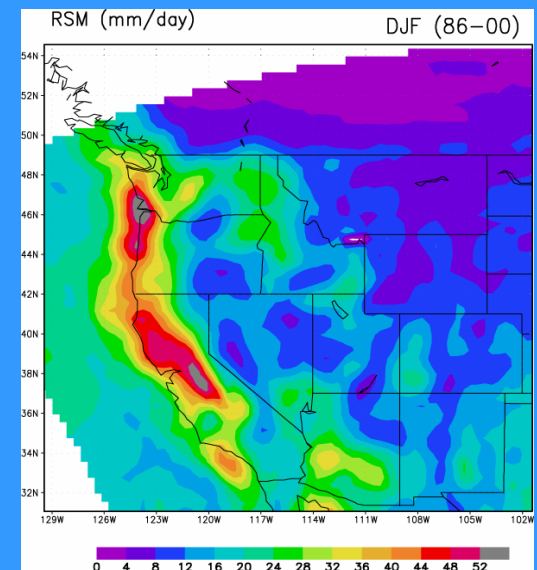 RSM (mm/day)
DJF (86-00)
54N
52N
50N
48N
46N
44N
42N
40N
38N
36N
34N
32N
129W 126W 123W 120W 117W 114W 111W 108W 105W 102W
0 4 8 12 16 20 24 28 32 36 40 44 48 52